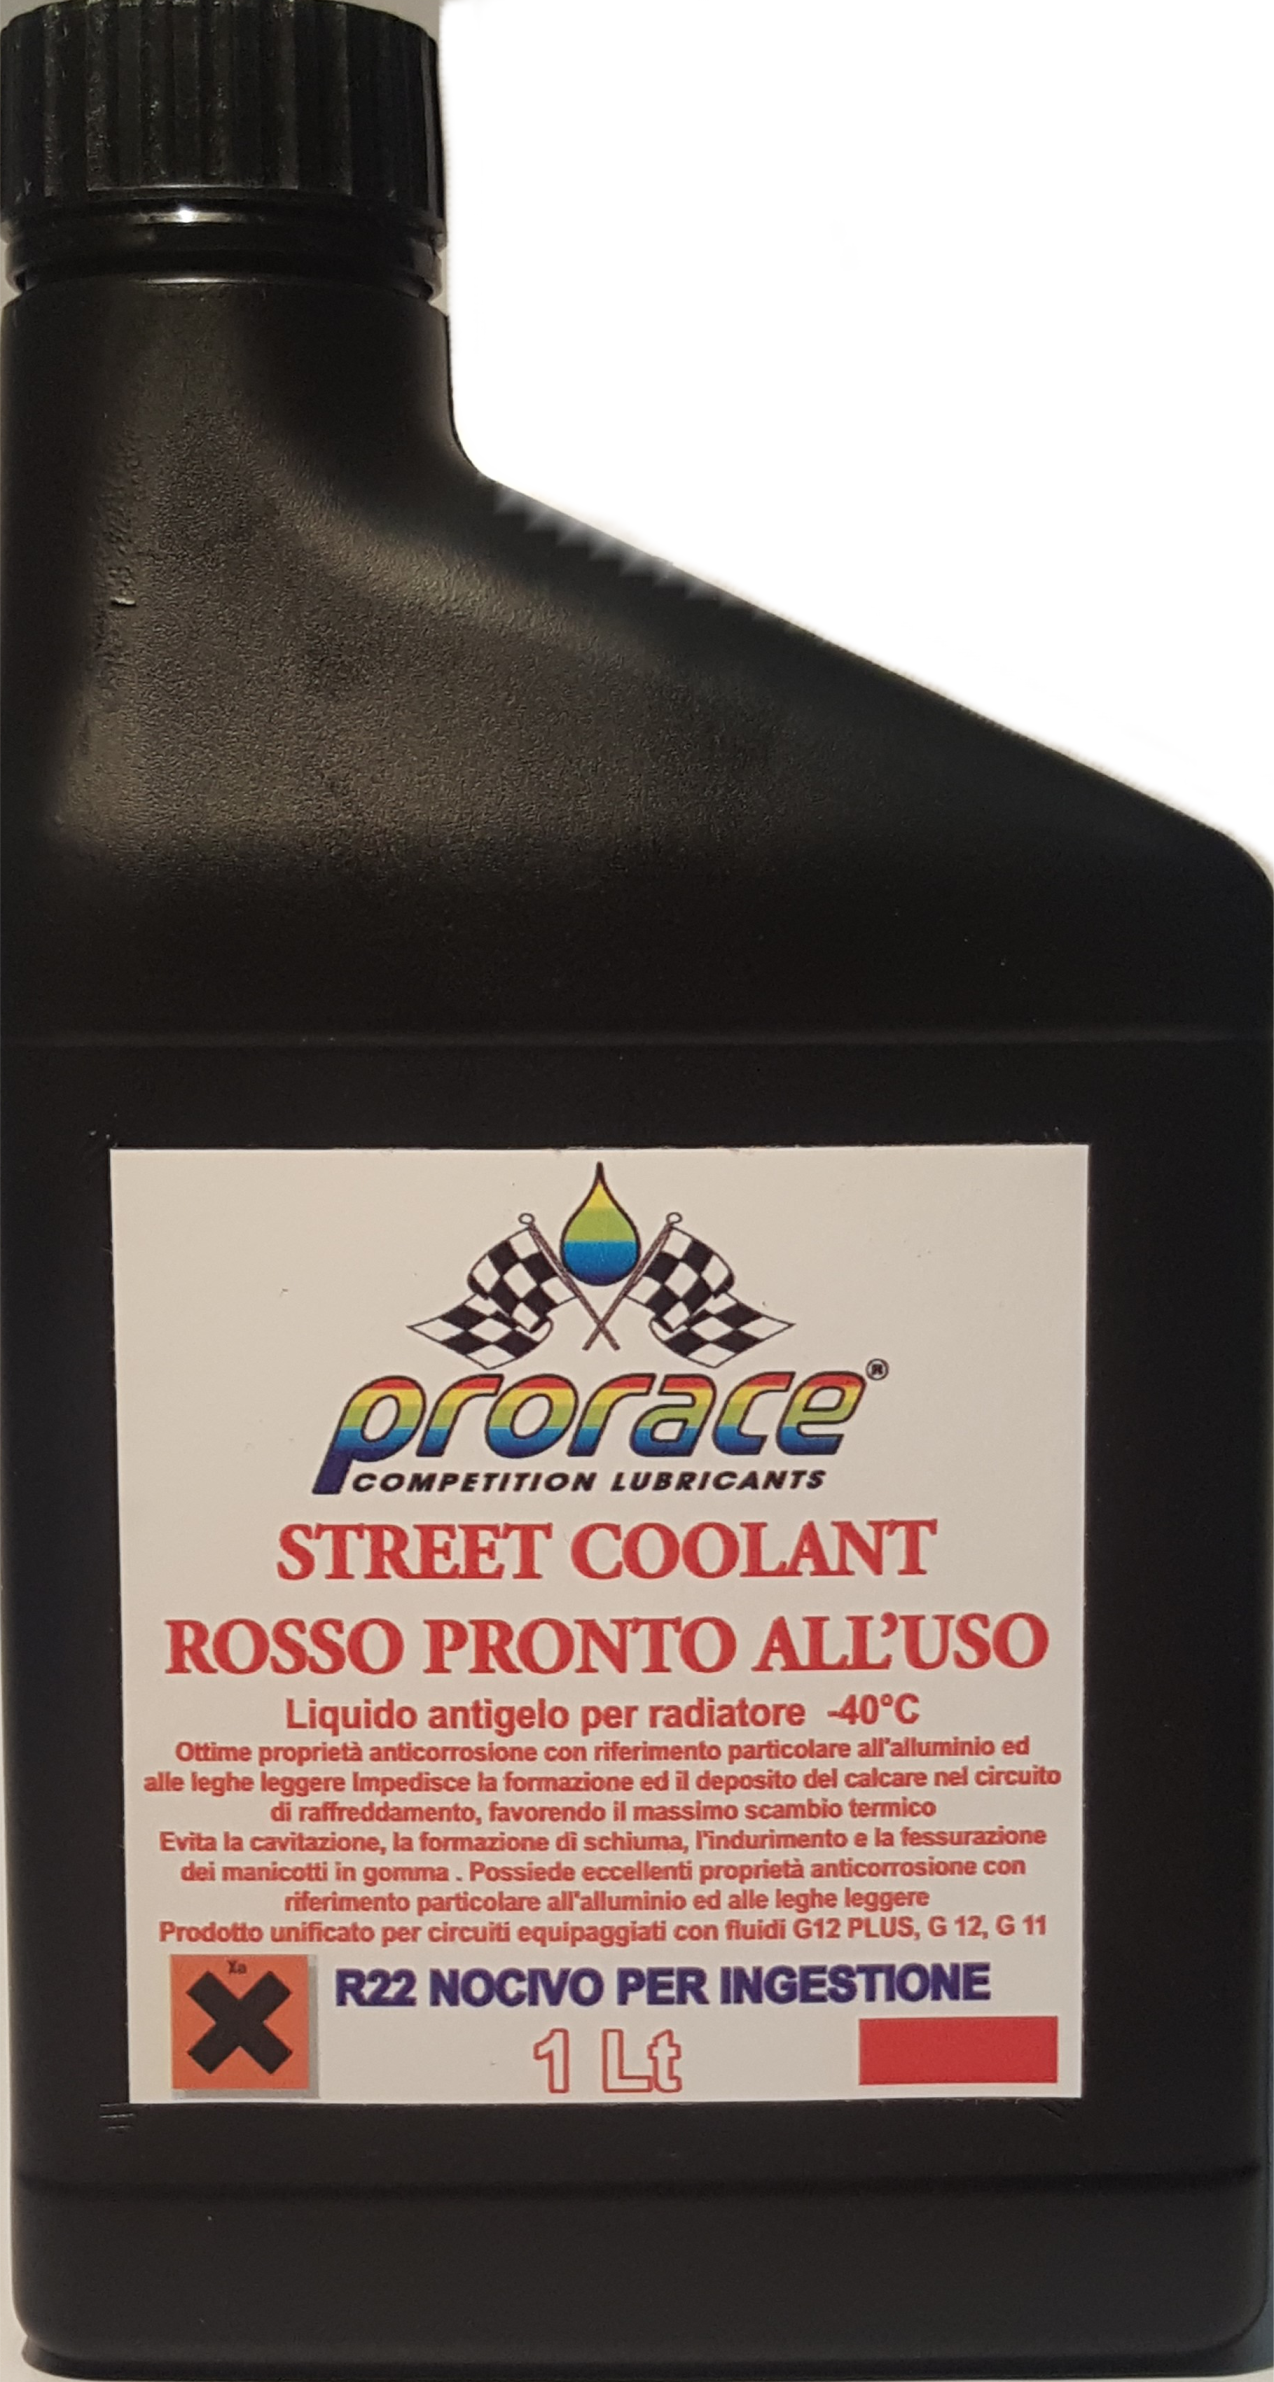 prorace®
COMPETITION LUBRICANTS
STREET COOLANT
ROSSO PRONTO ALL'USO
Liquido antigelo per radiatore -40°C
Ottime proprietà anticorrosione con riferimento particolare all'alluminio ed
alle leghe leggere Impedisce la formazione ed il deposito del calcare nel circuito
di raffreddamento, favorendo il massimo scambio termico
Evita la cavitazione, la formazione di schiuma, l'indurimento e la fessurazione
dei manicotti in gomma . Possiede eccellenti proprietà anticorrosione con
riferimento particolare all'alluminio ed alle leghe leggere
Prodotto unificato per circuiti equipaggiati con fluidi G12 PLUS, G 12, G 11
R22 NOCIVO PER INGESTIONE
1 Lt